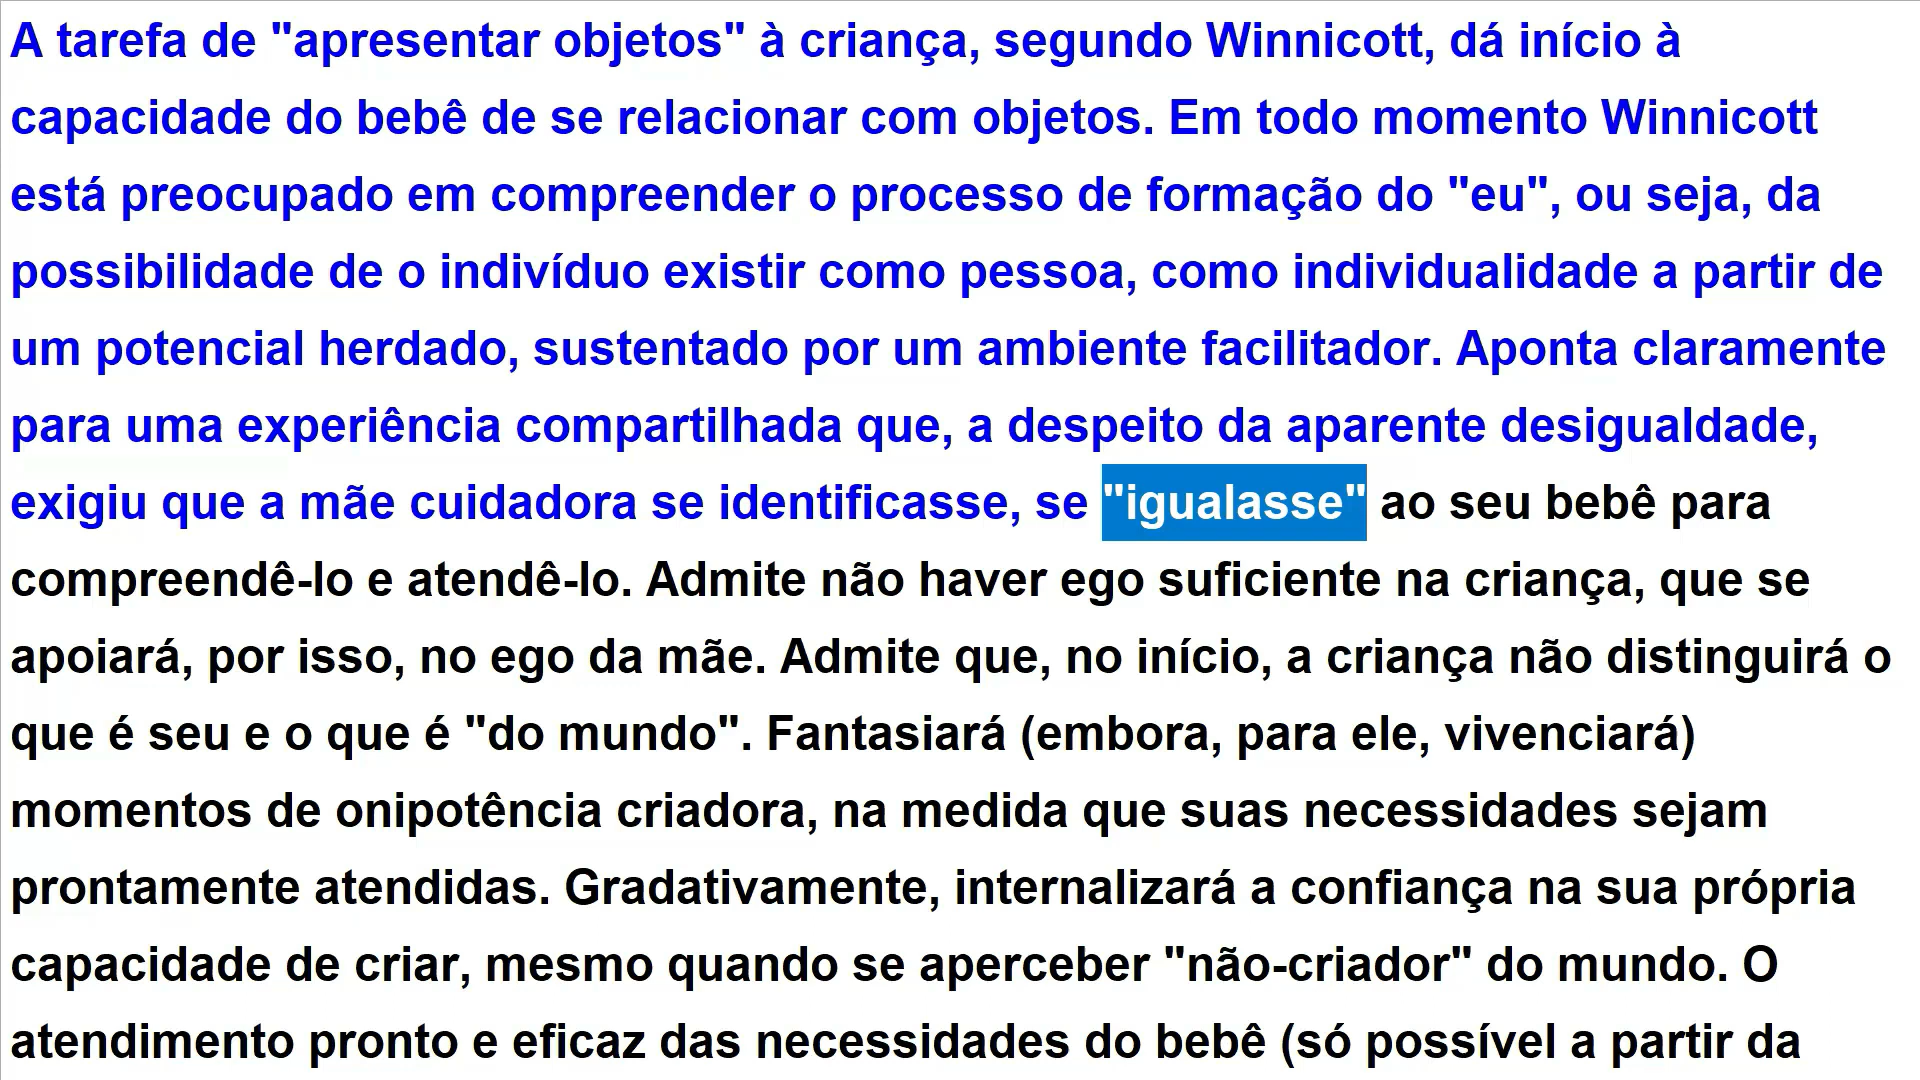 A tarefa de "apresentar objetos" à criança, segundo Winnicott, dá início à
capacidade do bebê de se relacionar com objetos. Em todo momento Winnicott
está preocupado em compreender o processo de formação do "eu", ou seja, da
possibilidade de o indivíduo existir como pessoa, como individualidade a partir de
um potencial herdado, sustentado por um ambiente facilitador. Aponta claramente
para uma experiência compartilhada que, a despeito da aparente desigualdade,
exigiu que a mãe cuidadora se identificasse, se "igualasse" ao seu bebê para
compreendê-lo e atendê-lo. Admite não haver ego suficiente na criança, que se
apoiará, por isso, no ego da mãe. Admite que, no início, a criança não distinguirá o
que é seu e o que é "do mundo". Fantasiará (embora, para ele, vivenciará)
momentos de onipotência criadora, na medida que suas necessidades sejam
prontamente atendidas. Gradativamente, internalizará a confiança na sua própria
capacidade de criar, mesmo quando se aperceber "não-criador" do mundo. O
atendimento pronto e eficaz das necessidades do bebê (só possível a partir da